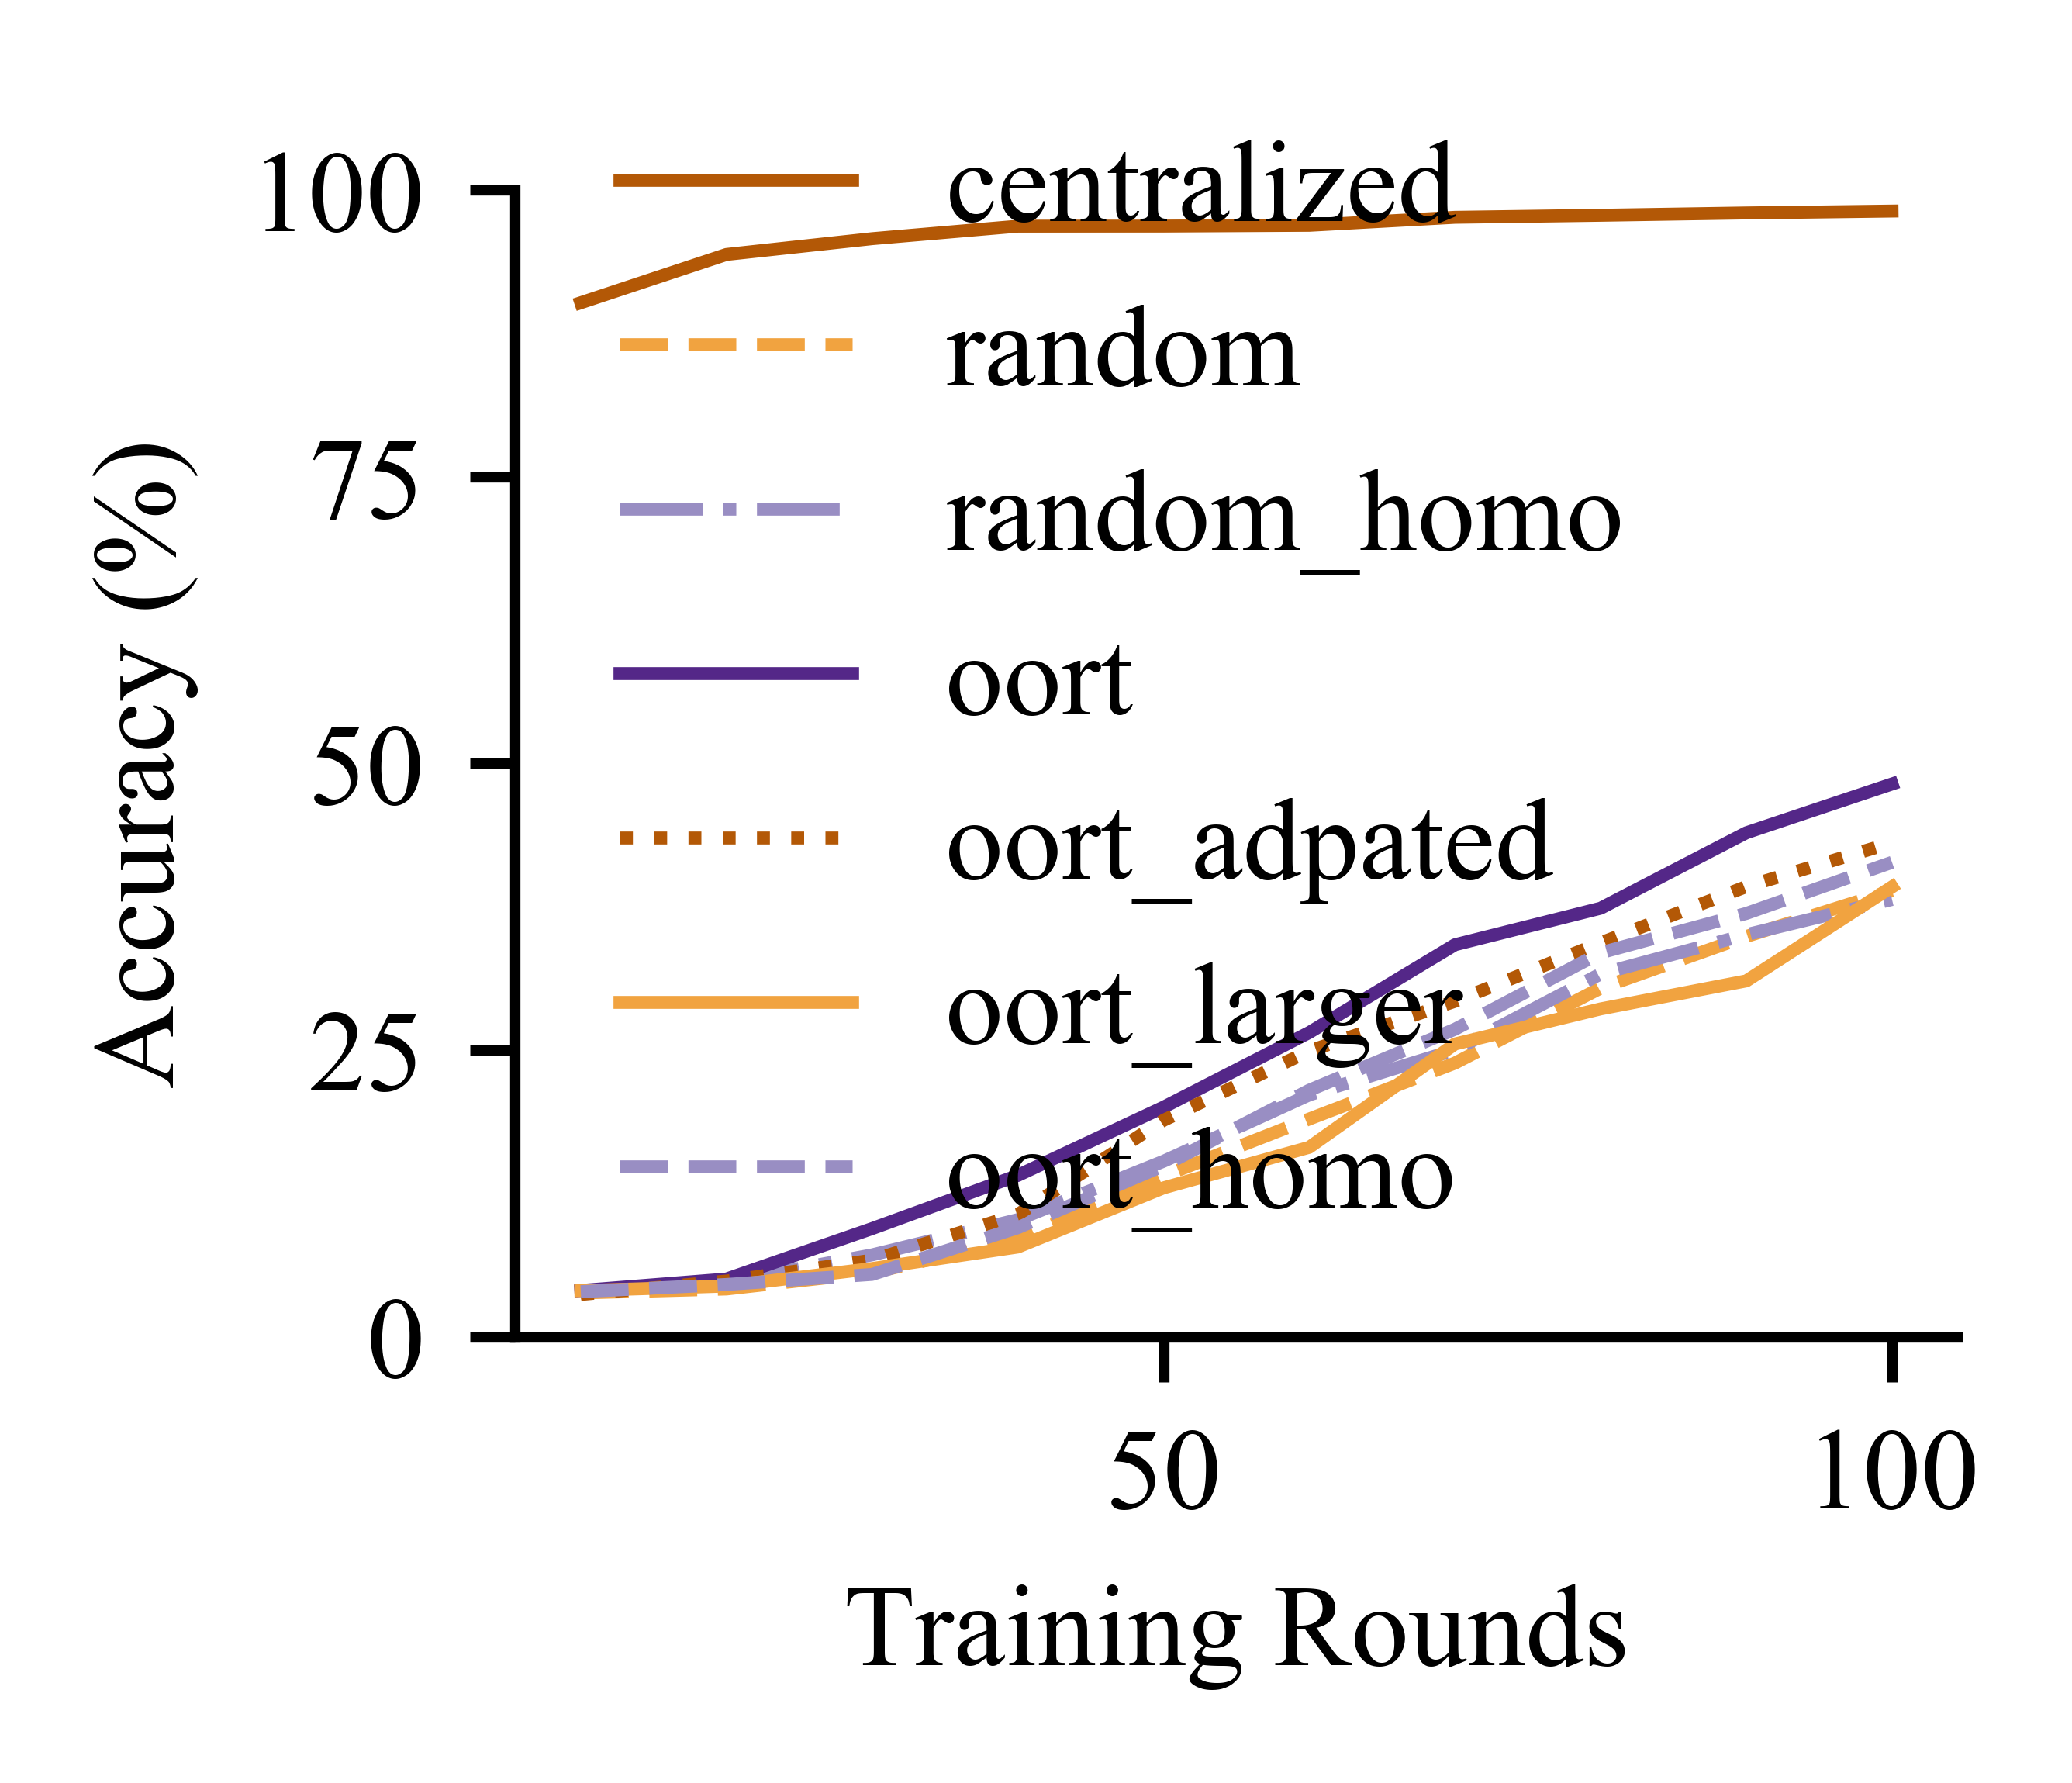 100
75
50
25
0
Accuracy (%)
centralized
random
random_homo
oort
oort_adpated
oort_larger
oort_homo
50
100
Training Rounds